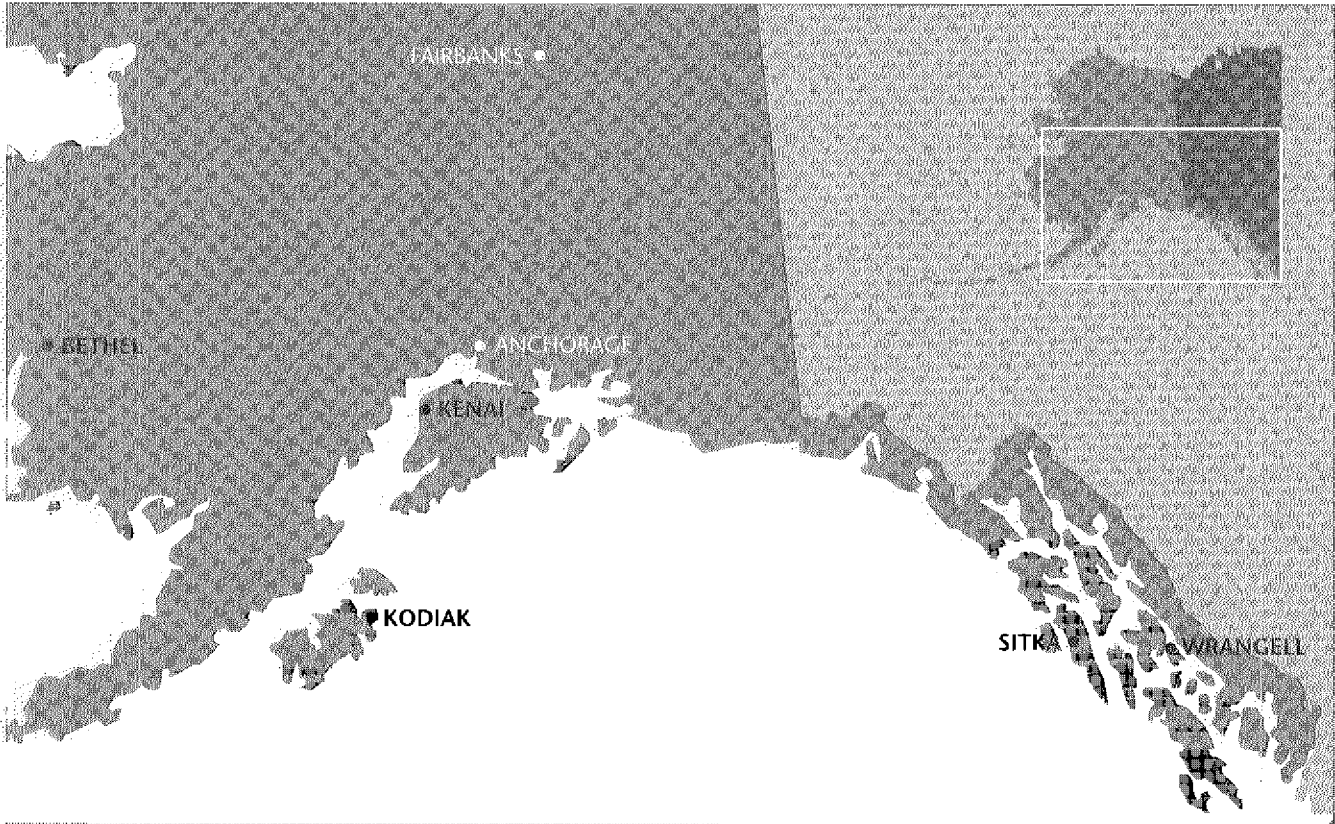 FAIRBANKS
BETHEL
ANCHORAGE
KENAI
KODIAK
SITKA
WRANGELL